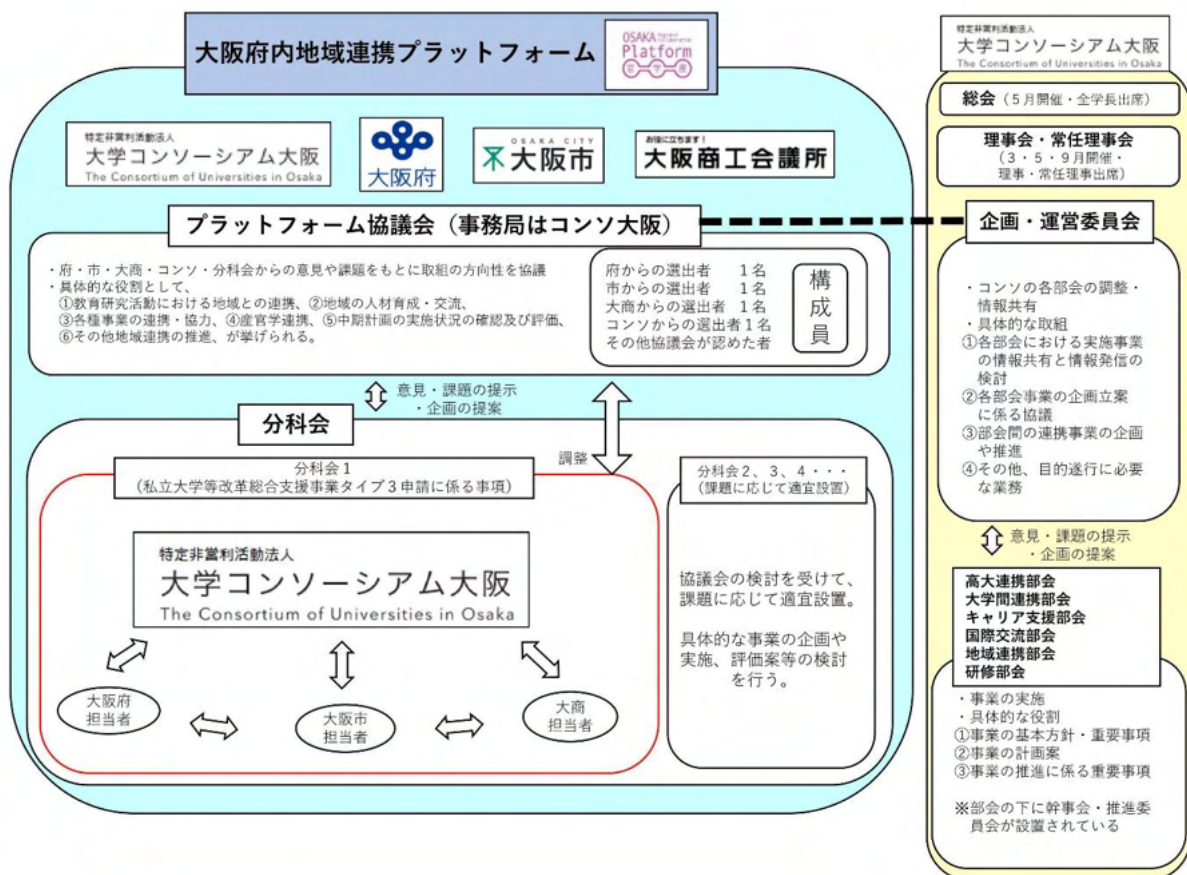 大阪府内地域連携プラットフォーム
OSAKA Regional Collaboration
Platform
特定非営利活動法人
大学コンソーシアム大阪
The Consortium of Universities in Osaka
大阪府
OSAKA CITY
大阪市
お役に立ちます!
大阪商工会議所
プラットフォーム協議会(事務局はコンソ大阪)
・府・市・大商・コンソ・分科会からの意見や課題をもとに取組の方向性を協議
・具体的な役割として、
①教育研究活動における地域との連携、②地域の人材育成・交流、
③各種事業の連携・協力、④産官学連携、⑤中期計画の実施状況の確認及び評価、
⑥その他地域連携の推進、が挙げられる。
府からの選出者 1名
市からの選出者 1名
大商からの選出者 1名
コンソからの選出者1名
その他協議会が認めた者
構成員
意見・課題の提示
・企画の提案
調整
分科会
分科会1
(私立大学等改革総合支援事業タイプ3申請に係る事項)
特定非営利活動法人
大学コンソーシアム大阪
The Consortium of Universities in Osaka
大阪府
担当者
大阪市
担当者
大商
担当者
分科会2、3、4・・・
(課題に応じて適宜設置)
協議会の検討を受けて、
課題に応じて適宜設置。
具体的な事業の企画や
実施、評価案等の検討
を行う。
特定非営利活動法人
大学コンソーシアム大阪
The Consortium of Universities in Osaka
総会(5月開催・全学長出席)
理事会・常任理事会
(3・5・9月開催・
理事・常任理事出席)
企画・運営委員会
・コンソの各部会の調整・
情報共有
・具体的な取組
①各部会における実施事業
の情報共有と情報発信の
検討
②各部会事業の企画立案
に係る協議
③部会間の連携事業の企画
や推進
④その他、目的遂行に必要
な業務
意見・課題の提示
・企画の提案
高大連携部会
大学間連携部会
キャリア支援部会
国際交流部会
地域連携部会
研修部会
・事業の実施
・具体的な役割
①事業の基本方針・重要事項
②事業の計画案
③事業の推進に係る重要事項
※部会の下に幹事会・推進委
員会が設置されている